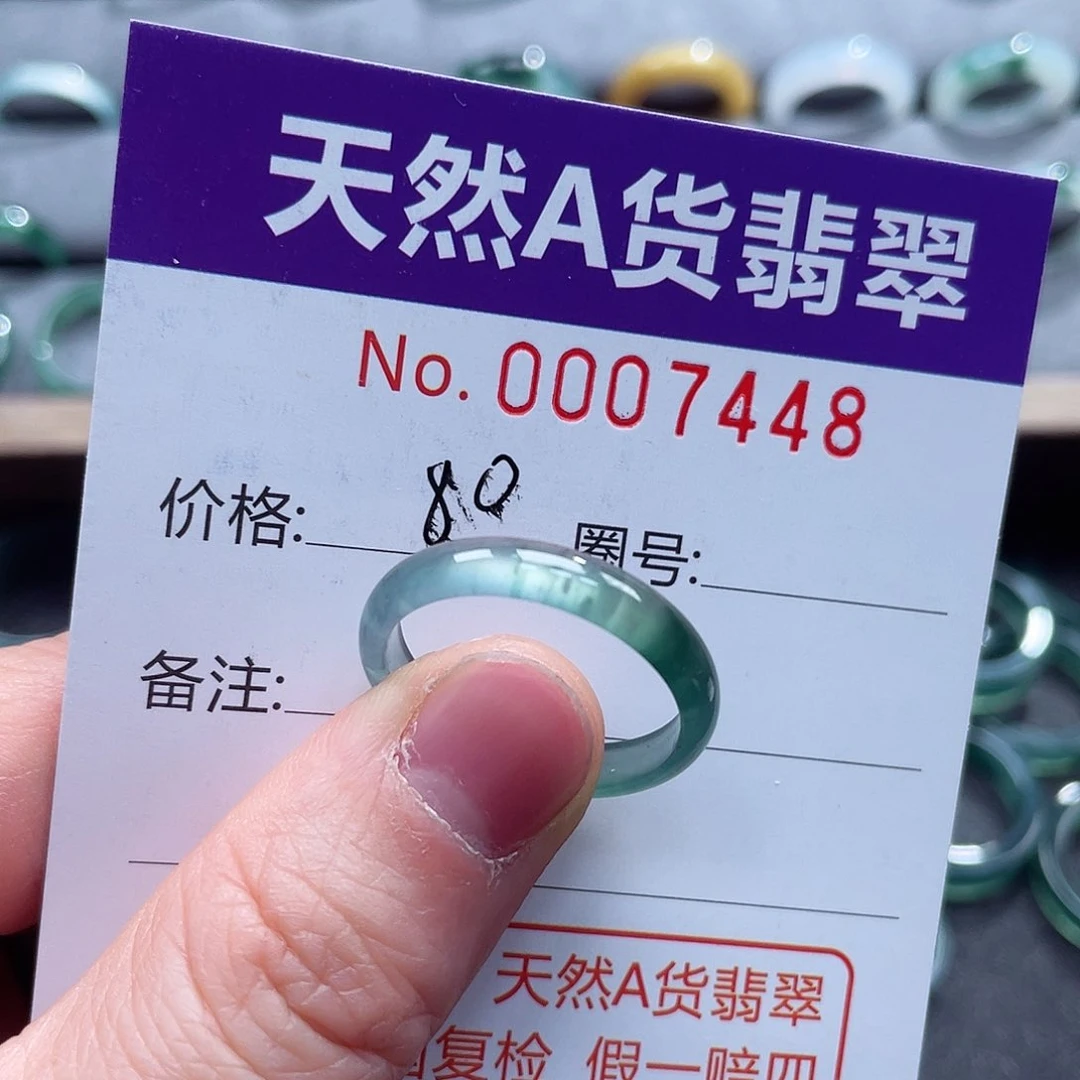 天然A货翡翠
No. 0007448
价格: 80 圈号:
备注:
天然A货翡翠
复检 假一赔四